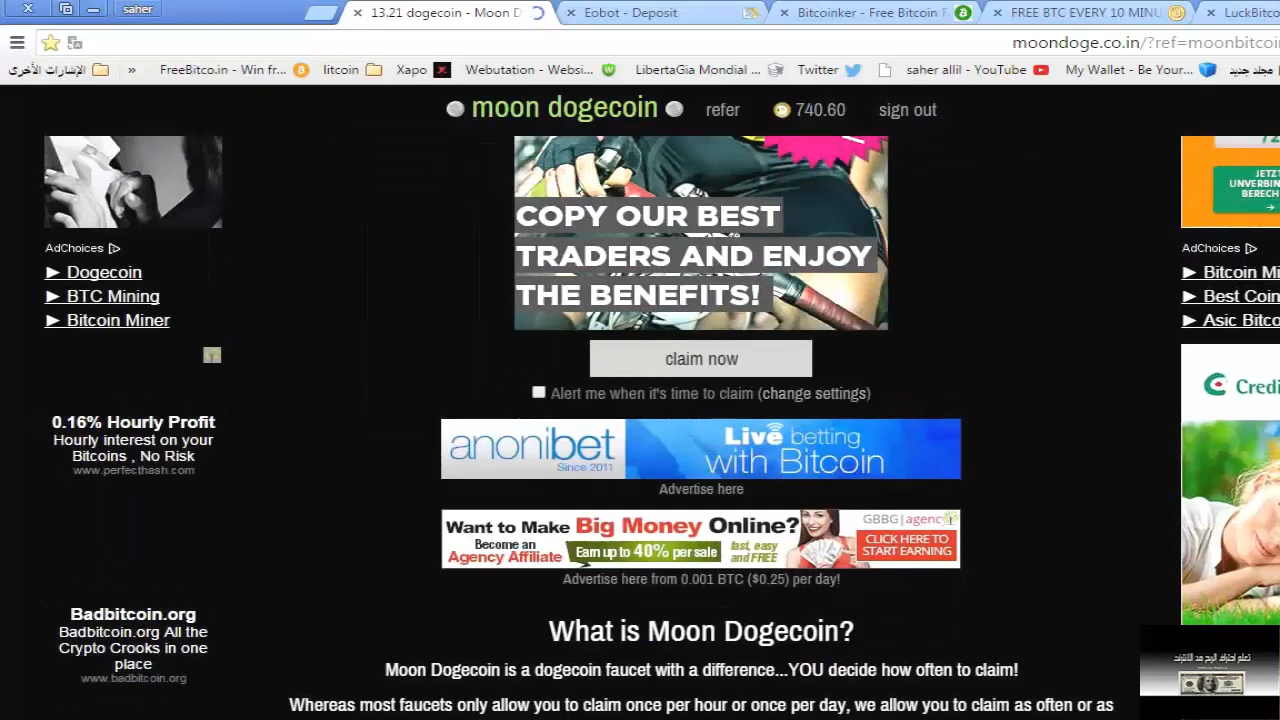 saher
13.21 dogecoin - Moon D
Eobot - Deposit
Bitcoinker - Free Bitcoin F
FREE BTC EVERY 10 MINU
LuckBitco
moondoge.co.in/?ref=moonbitcoi
الإشارات الأخرى
»
FreeBitco.in - Win fr...
litcoin
Xapo
Webutation - Websi...
LibertaGia Mondial ...
Twitter
saher allil - YouTube
My Wallet - Be Your...
مجلد جديد
moon dogecoin
refer
740.60
sign out
COPY OUR BEST
TRADERS AND ENJOY
THE BENEFITS!
JETZT
UNVERBIN
BERECH
AdChoices
► Dogecoin
► BTC Mining
► Bitcoin Miner
AdChoices
► Bitcoin Mi
► Best Coin
► Asic Bitco
claim now
Alert me when it's time to claim (change settings)
Credi
0.16% Hourly Profit
Hourly interest on your
Bitcoins , No Risk
www.perfecthash.com
anonibet
Since 2011
Live betting
with Bitcoin
Advertise here
Want to Make Big Money Online?
Become an
Agency Affiliate
Earn up to 40% per sale
fast, easy
and FREE
GBBG|agency
CLICK HERE TO
START EARNING
Advertise here from 0.001 BTC ($0.25) per day!
Badbitcoin.org
Badbitcoin.org All the
Crypto Crooks in one
place
www.badbitcoin.org
What is Moon Dogecoin?
Moon Dogecoin is a dogecoin faucet with a difference...YOU decide how often to claim!
Whereas most faucets only allow you to claim once per hour or once per day, we allow you to claim as often or as